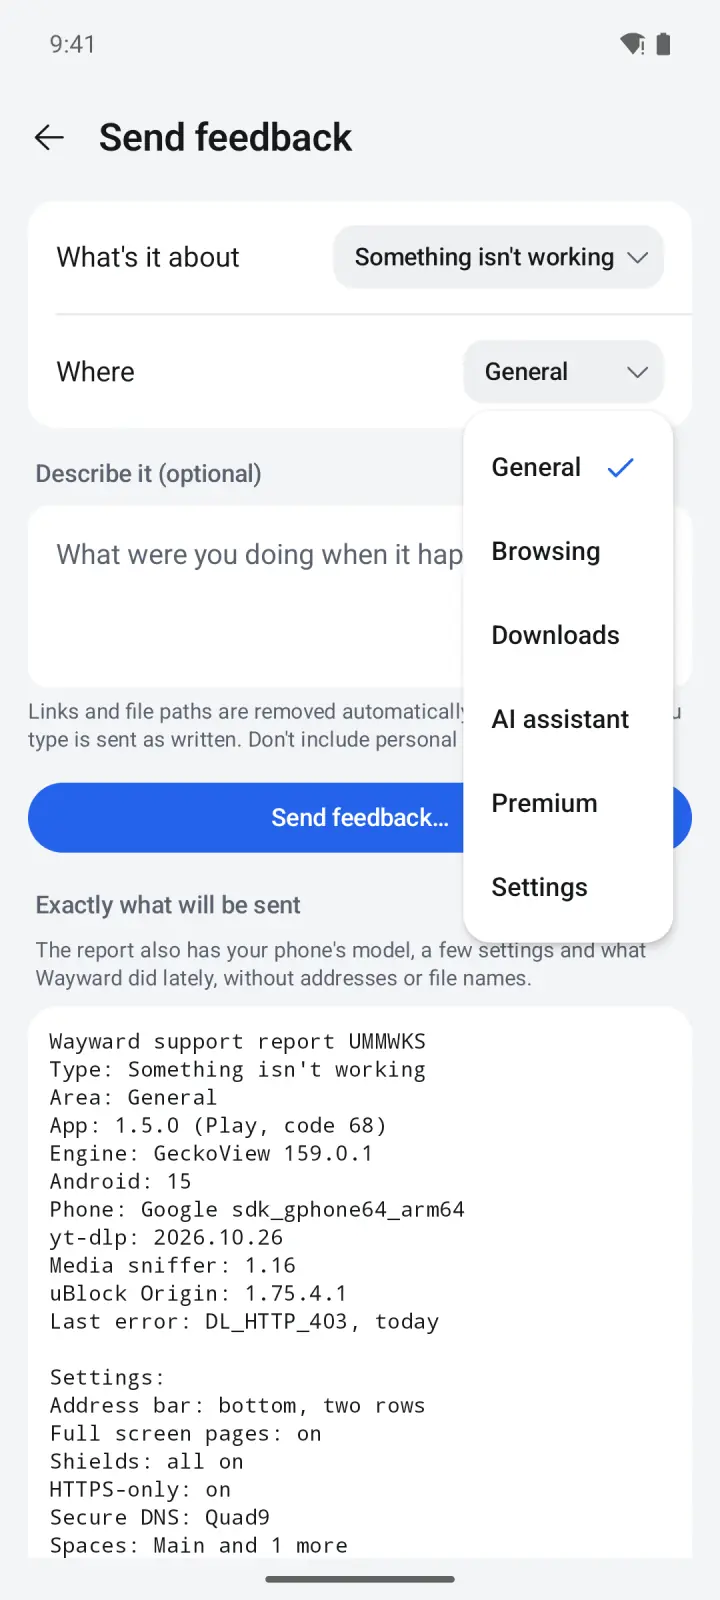 9:41
Send feedback
What's it about
Something isn't working
Where
General
General
Browsing
Downloads
AI assistant
Premium
Settings
Describe it (optional)
What were you doing when it hap
Links and file paths are removed automatically
type is sent as written. Don't include personal
Send feedback...
Exactly what will be sent
The report also has your phone's model, a few settings and what
Wayward did lately, without addresses or file names.
Wayward support report UMMWKS
Type: Something isn't working
Area: General
App: 1.5.0 (Play, code 68)
Engine: GeckoView 159.0.1
Android: 15
Phone: Google sdk_gphone64_arm64
yt-dlp: 2026.10.26
Media sniffer: 1.16
uBlock Origin: 1.75.4.1
Last error: DL_HTTP_403, today
Settings:
Address bar: bottom, two rows
Full screen pages: on
Shields: all on
HTTPS-only: on
Secure DNS: Quad9
Spaces: Main and 1 more